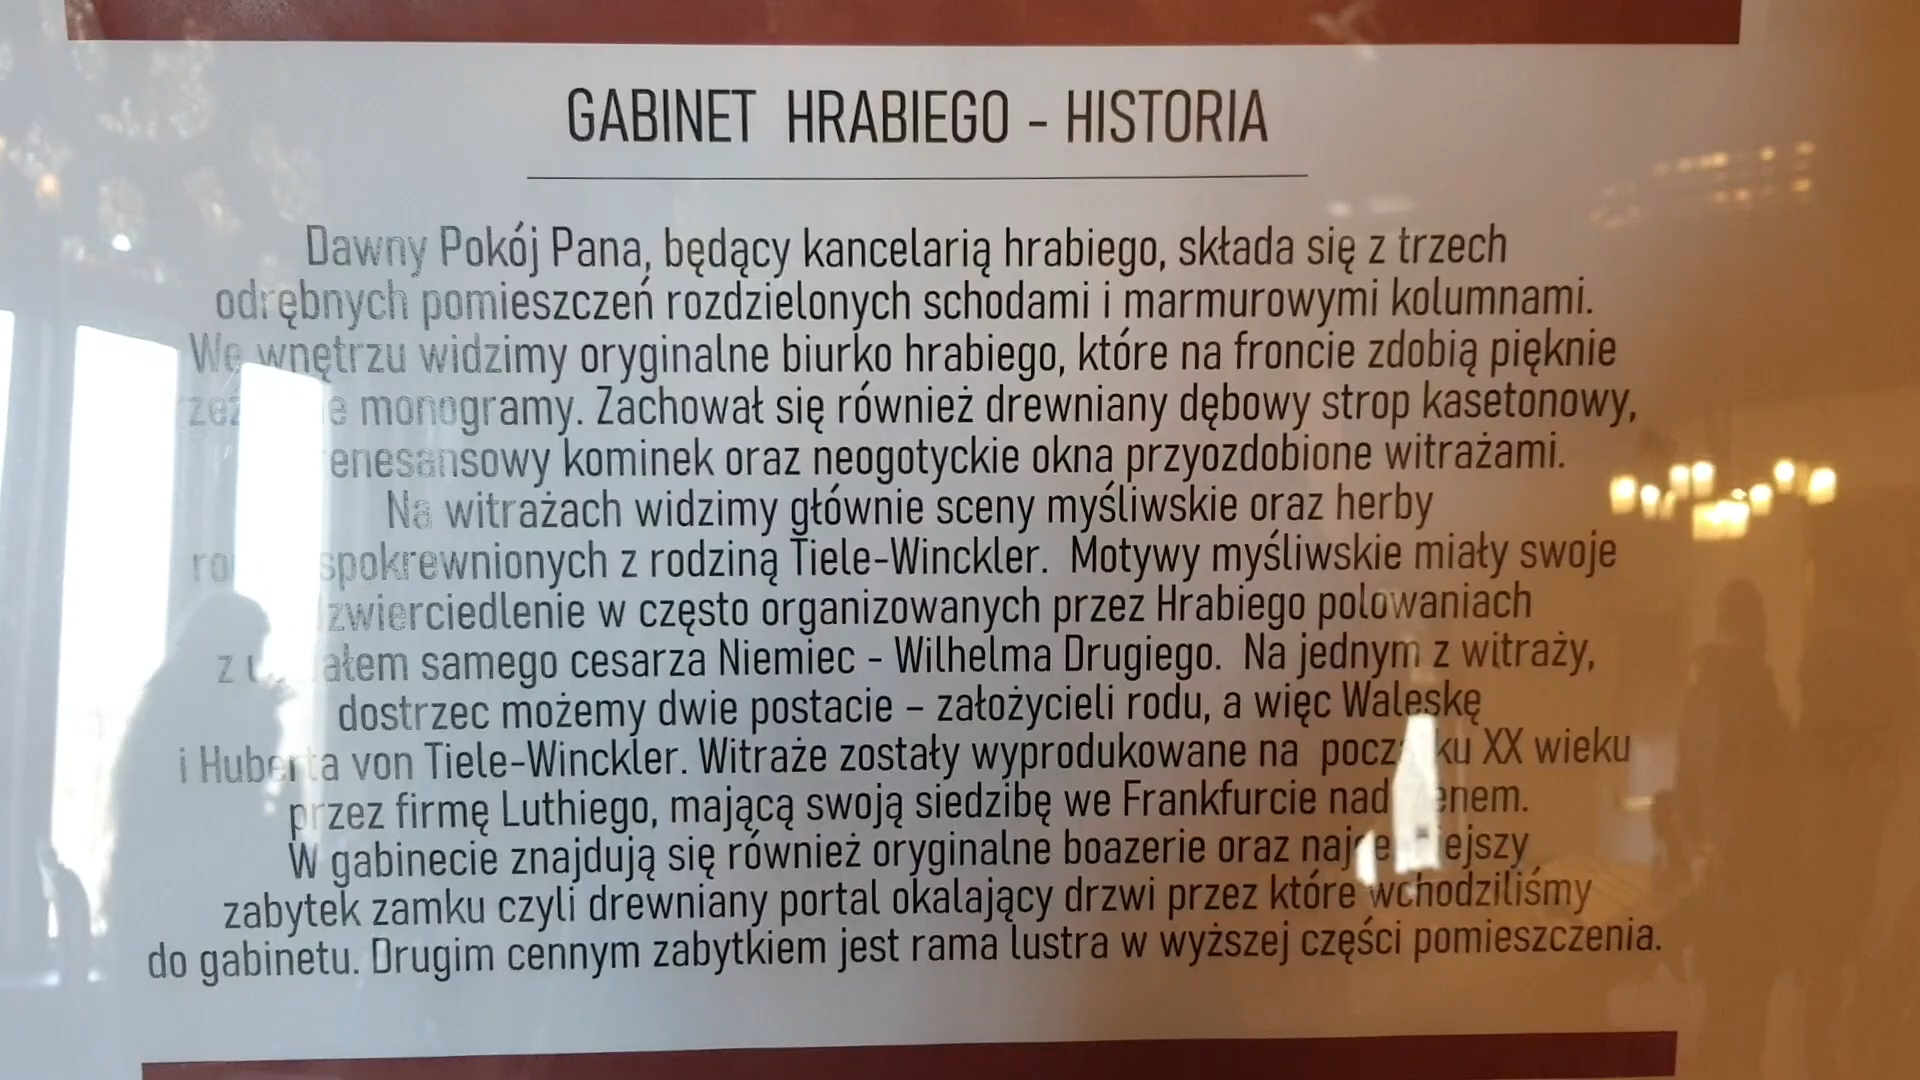 GABINET HRABIEGO - HISTORIA
Dawny Pokój Pana, będący kancelarią hrabiego, składa się z trzech
odrębnych pomieszczeń rozdzielonych schodami i marmurowymi kolumnami.
We wnętrzu widzimy oryginalne biurko hrabiego, które na froncie zdobią pięknie
monogramy. Zachował się również drewniany dębowy strop kasetonowy,
renesansowy kominek oraz neogotyckie okna przyozdobione witrażami.
Na witrażach widzimy głównie sceny myśliwskie oraz herby
spokrewnionych z rodziną Tiele-Winckler. Motywy myśliwskie miały swoje
odzwierciedlenie w często organizowanych przez Hrabiego polowaniach
z samego cesarza Niemiec - Wilhelma Drugiego. Na jednym z witraży,
dostrzec możemy dwie postacie – założycieli rodu, a więc Waleskę
i Huberta von Tiele-Winckler. Witraże zostały wyprodukowane na początku XX wieku
przez firmę Luthiego, mającą swoją siedzibę we Frankfurcie nad Menem.
W gabinecie znajdują się również oryginalne boazerie oraz najcenniejszy
zabytek zamku czyli drewniany portal okalający drzwi przez które wchodziliśmy
do gabinetu. Drugim cennym zabytkiem jest rama lustra w wyższej części pomieszczenia.